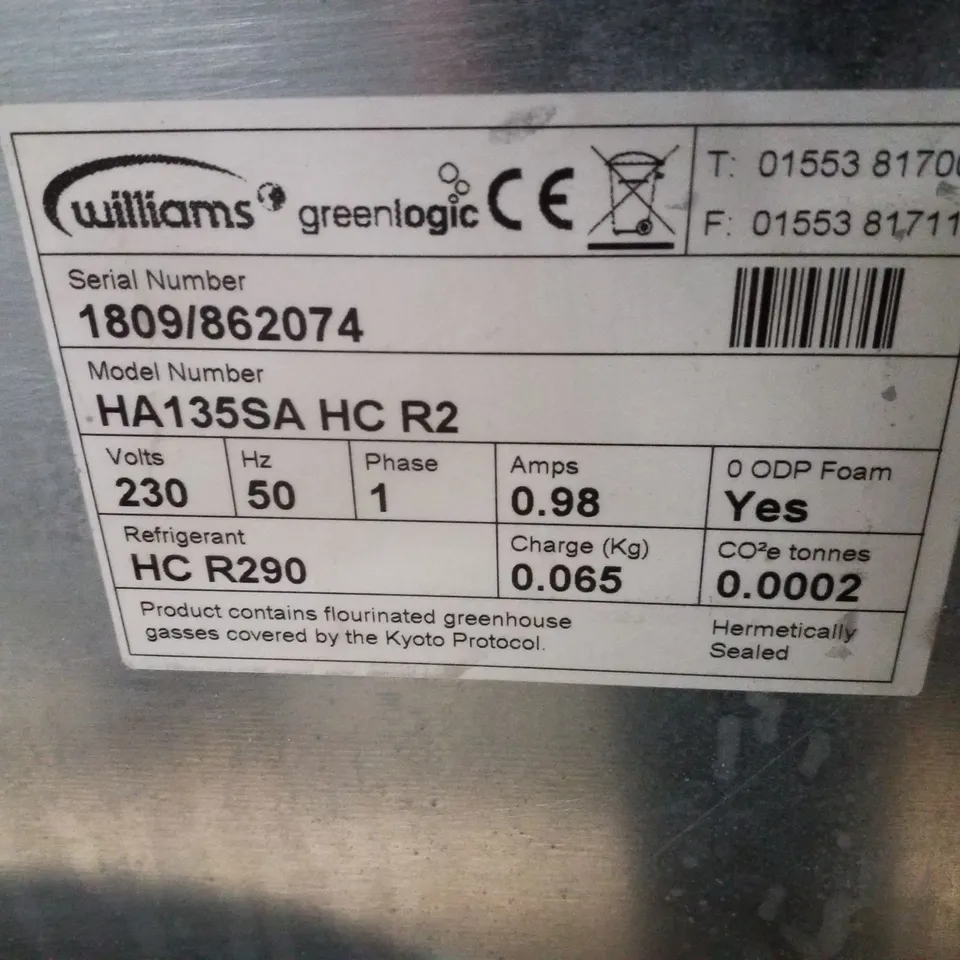 williams greenlogic CE
T: 01553 81700
F: 01553 81711
Serial Number
1809/862074
Model Number
HA135SA HC R2
Volts Hz Phase Amps 0 ODP Foam
230 50 1 0.98 Yes
Refrigerant Charge (Kg) CO²e tonnes
HC R290 0.065 0.0002
Product contains flourinated greenhouse
gasses covered by the Kyoto Protocol.
Hermetically
Sealed